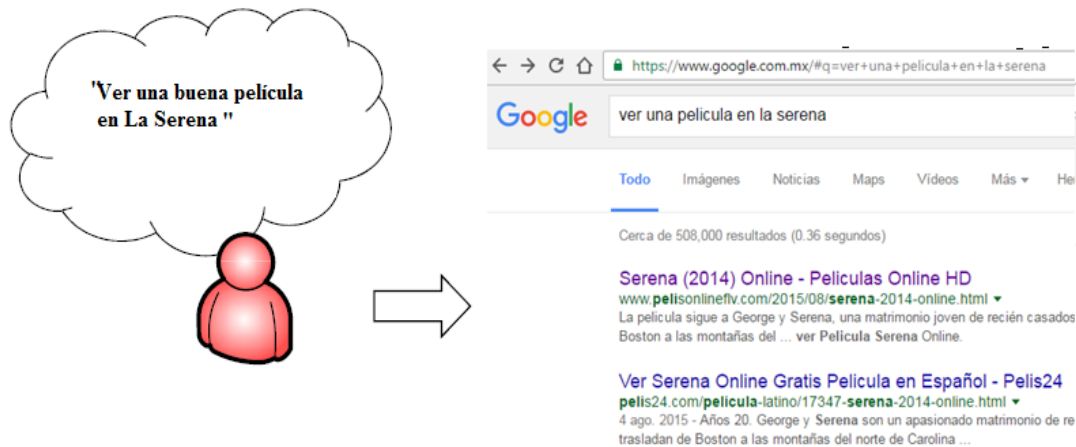 "Ver una buena película
en La Serena "
https://www.google.com.mx/#q=ver+una+pelicula+en+la+serena
Google
ver una pelicula en la serena
Todo Imágenes Noticias Maps Vídeos Más
Cerca de 508,000 resultados (0.36 segundos)
Serena (2014) Online - Peliculas Online HD
www.pelisonlineflv.com/2015/08/serena-2014-online.html
La pelicula sigue a George y Serena, una matrimonio joven de recién casados
Boston a las montañas del ... ver Pelicula Serena Online.
Ver Serena Online Gratis Pelicula en Español - Pelis24
pelis24.com/pelicula-latino/17347-serena-2014-online.html
4 ago. 2015 - Años 20. George y Serena son un apasionado matrimonio de re
trasladan de Boston a las montañas del norte de Carolina ...